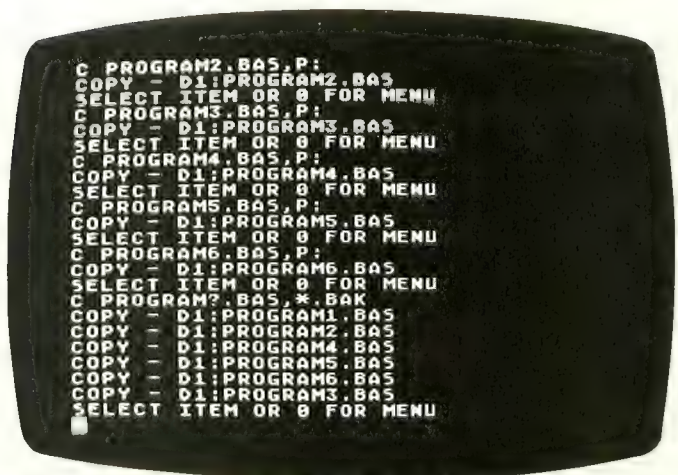 C PROGRAM2.BAS,P:
COPY - D1:PROGRAM2.BAS
SELECT ITEM OR 0 FOR MENU
C PROGRAM3.BAS,P:
COPY - D1:PROGRAM3.BAS
SELECT ITEM OR 0 FOR MENU
C PROGRAM4.BAS,P:
COPY - D1:PROGRAM4.BAS
SELECT ITEM OR 0 FOR MENU
C PROGRAM5.BAS,P:
COPY - D1:PROGRAM5.BAS
SELECT ITEM OR 0 FOR MENU
C PROGRAM6.BAS,P:
COPY - D1:PROGRAM6.BAS
SELECT ITEM OR 0 FOR MENU
C PROGRAM?.BAS,*.BAK
COPY - D1:PROGRAM1.BAS
COPY - D1:PROGRAM2.BAS
COPY - D1:PROGRAM4.BAS
COPY - D1:PROGRAM5.BAS
COPY - D1:PROGRAM6.BAS
COPY - D1:PROGRAM3.BAS
SELECT ITEM OR 0 FOR MENU